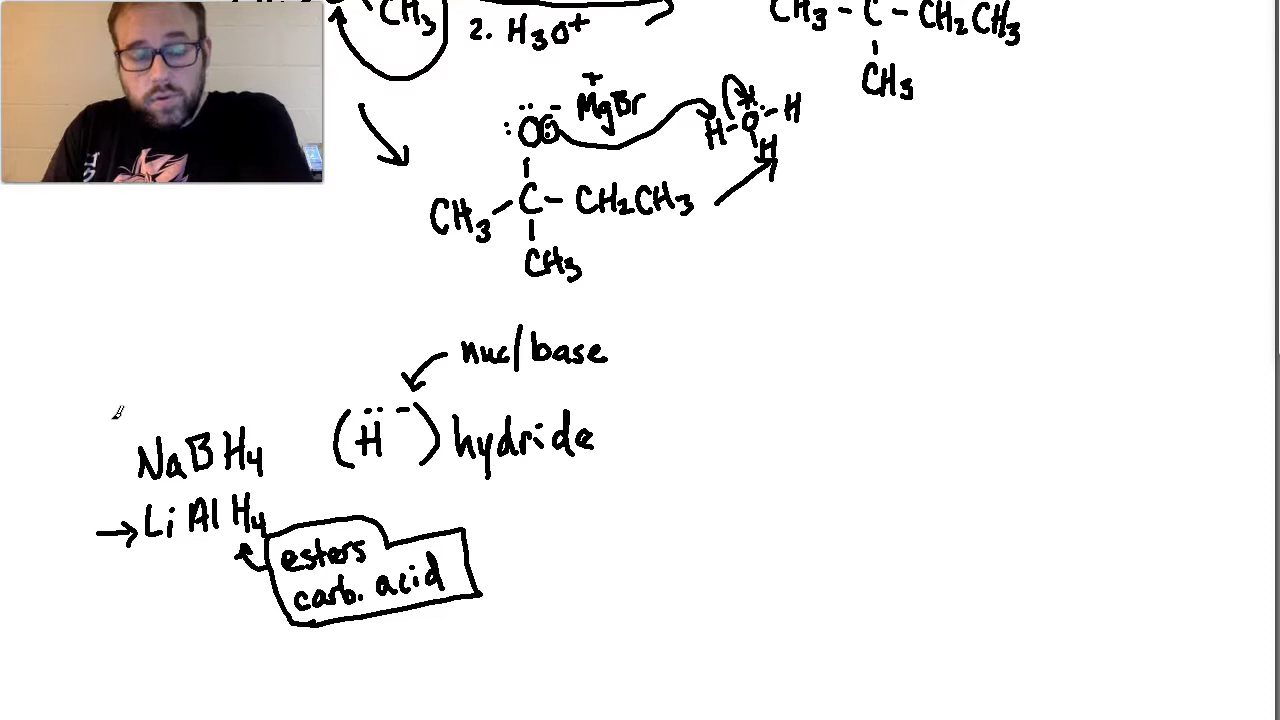 CH3
2. H3O+
CH3 - C - CH2CH3
CH3
:Ö:⊖ +MgBr
H - O - H
H
CH3 - C - CH2CH3
CH3
nuc/base
NaBH4 (H:⁻) hydride
→ LiAlH4
esters
carb. acid